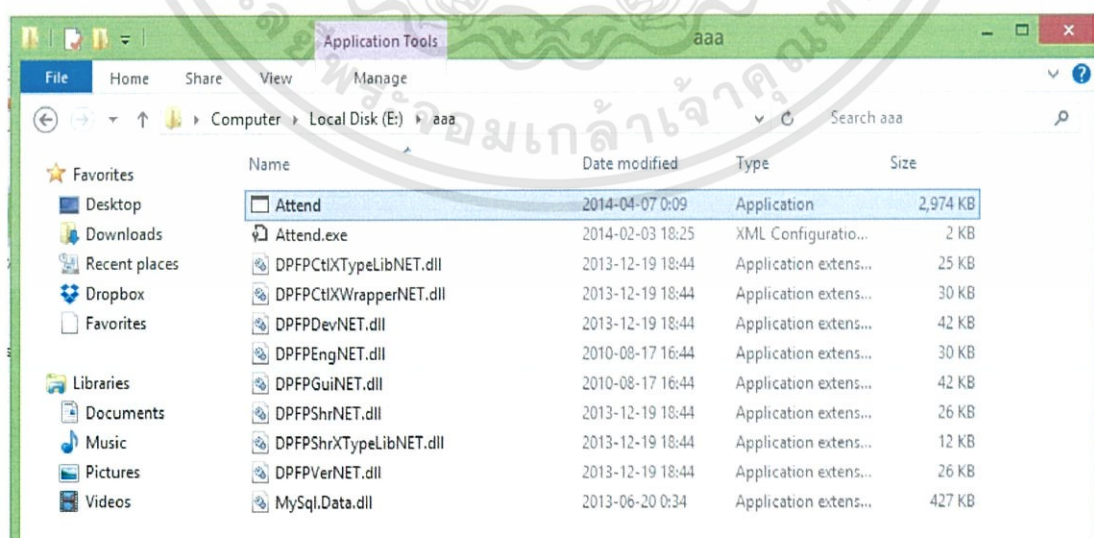 Application Tools
aaa
File Home Share View Manage
Computer Local Disk (E:) aaa
Search aaa
Name Date modified Type Size
Favorites
Desktop
Downloads
Recent places
Dropbox
Favorites
Libraries
Documents
Music
Pictures
Videos
Attend 2014-04-07 0:09 Application 2,974 KB
Attend.exe 2014-02-03 18:25 XML Configuratio... 2 KB
DPFPCtlXTypeLibNET.dll 2013-12-19 18:44 Application extens... 25 KB
DPFPCtlXWrapperNET.dll 2013-12-19 18:44 Application extens... 30 KB
DPFPDevNET.dll 2013-12-19 18:44 Application extens... 42 KB
DPFPEngNET.dll 2010-08-17 16:44 Application extens... 30 KB
DPFPGuiNET.dll 2010-08-17 16:44 Application extens... 42 KB
DPFPShrNET.dll 2013-12-19 18:44 Application extens... 26 KB
DPFPShrXTypeLibNET.dll 2013-12-19 18:44 Application extens... 12 KB
DPFPVerNET.dll 2013-12-19 18:44 Application extens... 26 KB
MySql.Data.dll 2013-06-20 0:34 Application extens... 427 KB